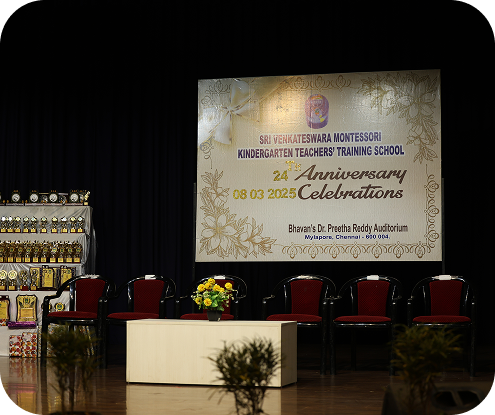 SRI VENKATESWARA MONTESSORI
KINDERGARTEN TEACHERS' TRAINING SCHOOL
24th Anniversary
08 03 2025 Celebrations
Bhavan's Dr. Preetha Reddy Auditorium
Mylapore, Chennai - 600 004.